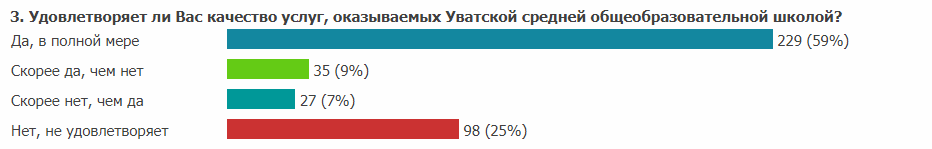 3. Удовлетворяет ли Вас качество услуг, оказываемых Уватской средней общеобразовательной школой?
Да, в полной мере 229 (59%)
Скорее да, чем нет 35 (9%)
Скорее нет, чем да 27 (7%)
Нет, не удовлетворяет 98 (25%)